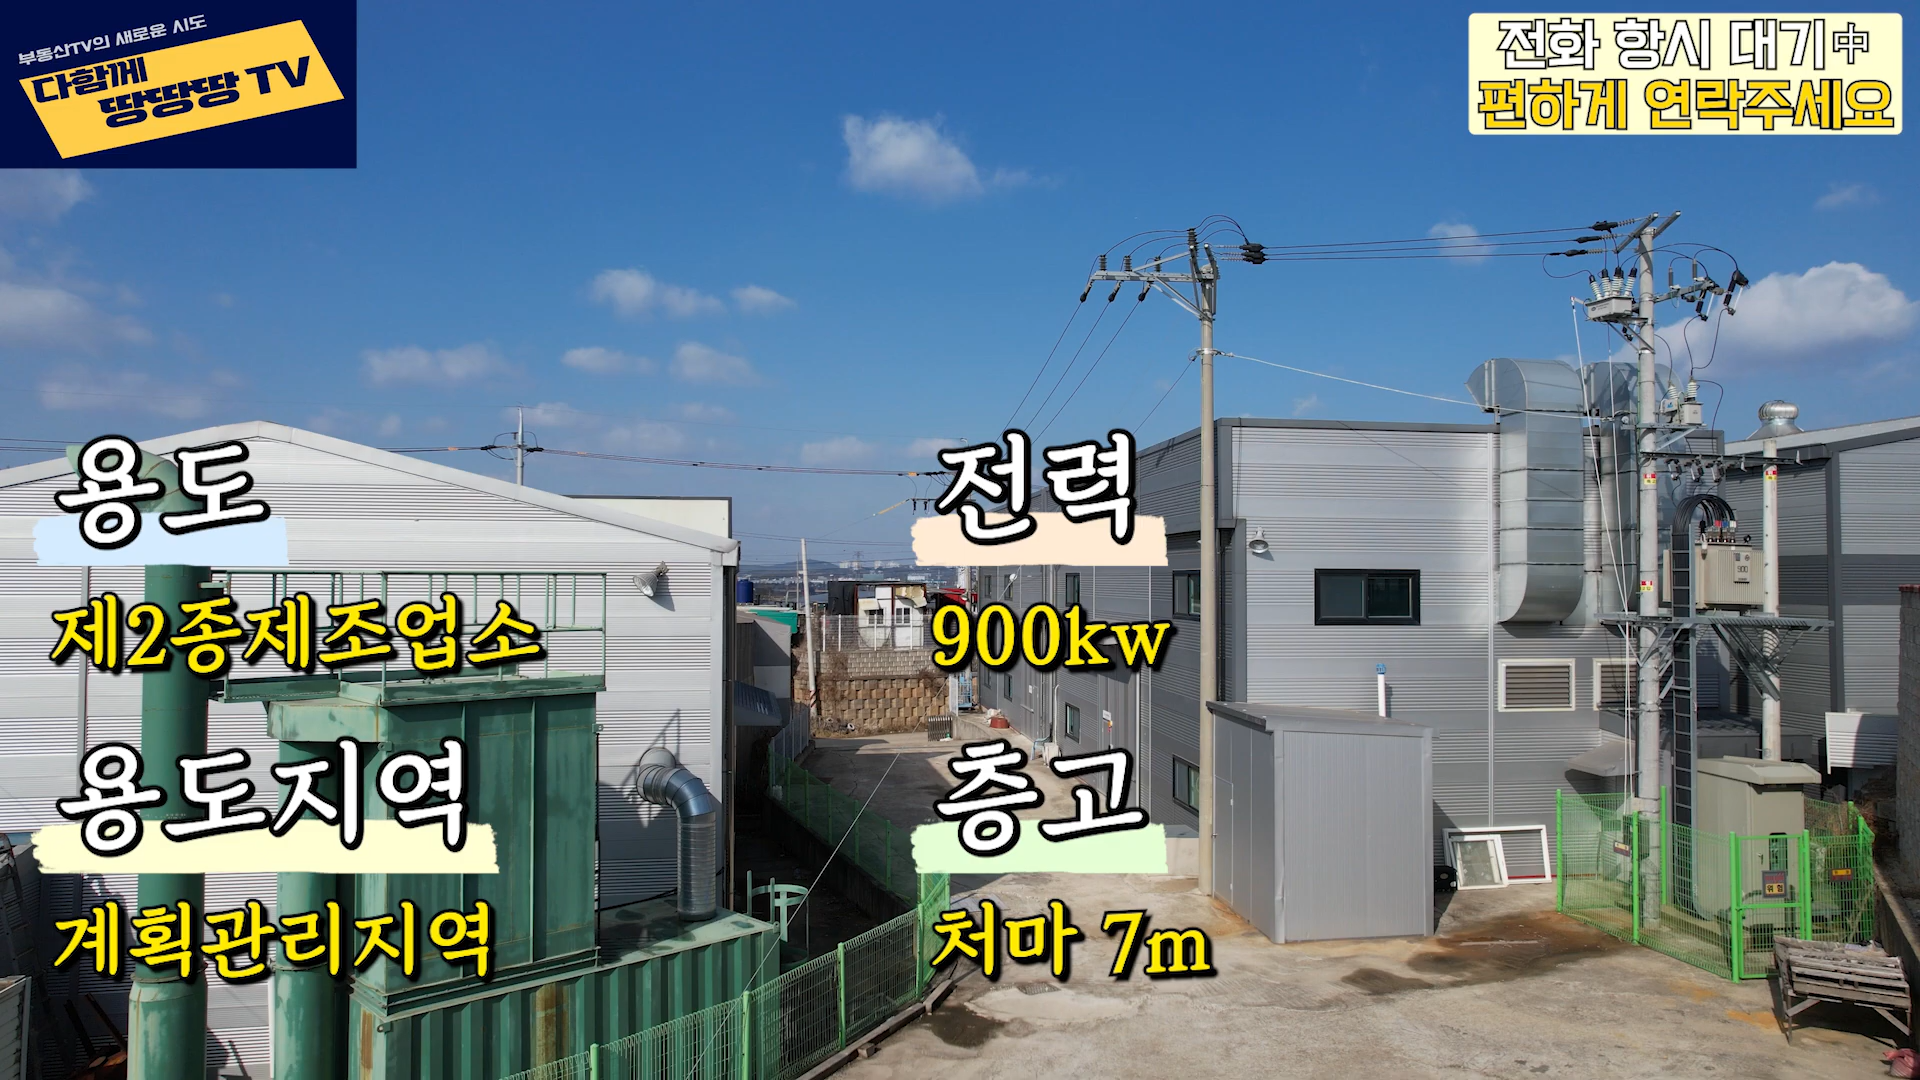 부동산TV의 새로운 시도
다함께
땅땅땅 TV
전화 항시 대기中
편하게 연락주세요
용도
제2종제조업소
용도지역
계획관리지역
전력
900kw
층고
처마 7m
900
위험